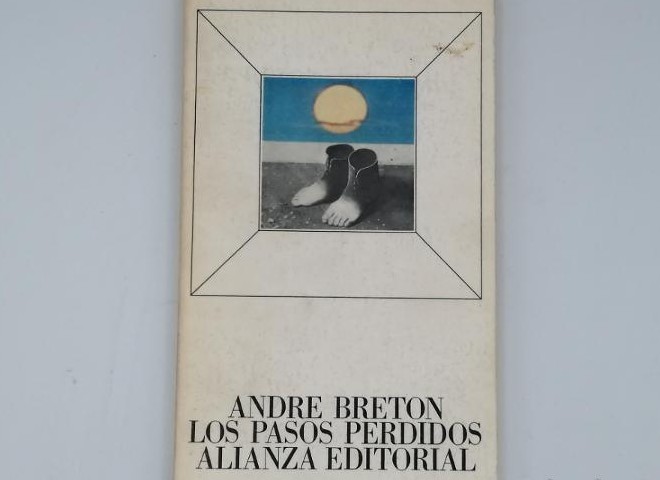 ANDRE BRETON
LOS PASOS PERDIDOS
ALIANZA EDITORIAL